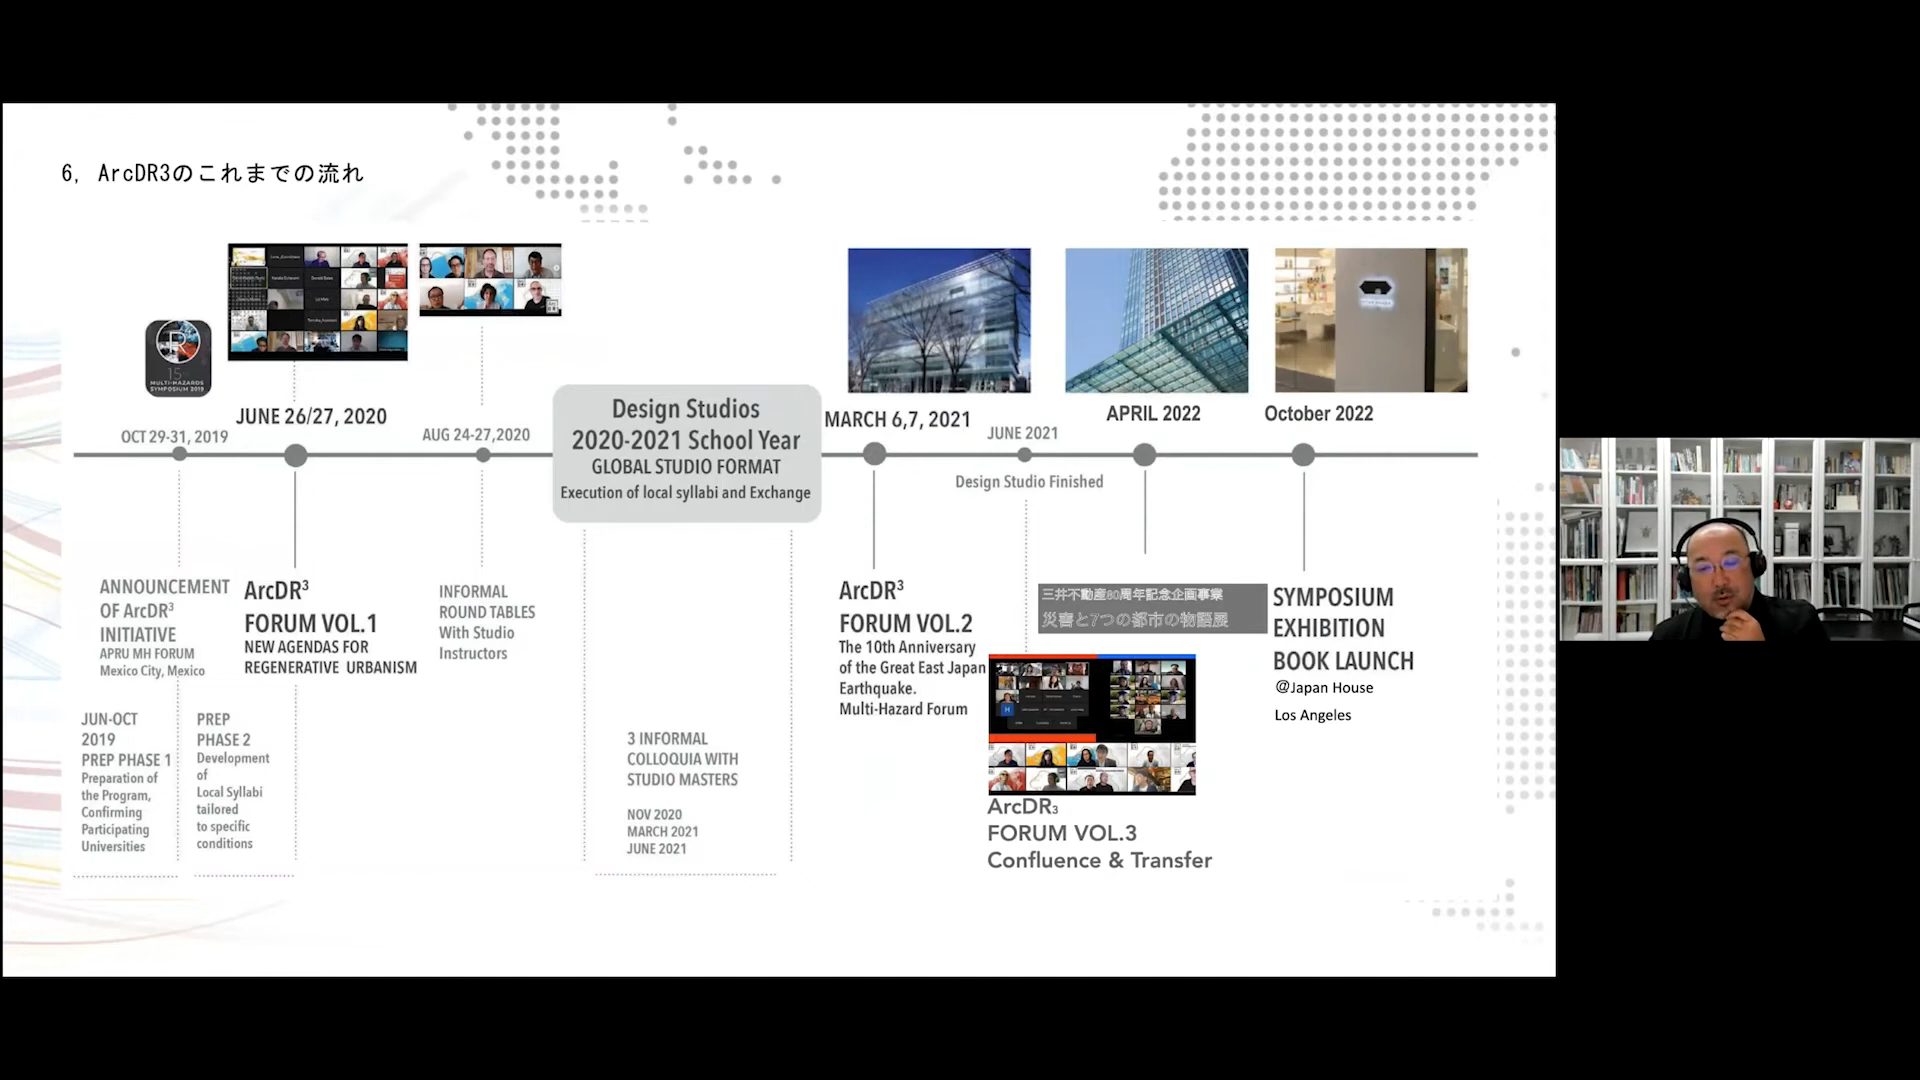 6, ArcDR3のこれまでの流れ
15th
MULTI-HAZARDS
SYMPOSIUM 2019
OCT 29-31, 2019
JUNE 26/27, 2020
AUG 24-27,2020
Design Studios
2020-2021 School Year
GLOBAL STUDIO FORMAT
Execution of local syllabi and Exchange
MARCH 6,7, 2021
JUNE 2021
Design Studio Finished
APRIL 2022
October 2022
ANNOUNCEMENT
OF ArcDR³
INITIATIVE
APRU MH FORUM
Mexico City, Mexico
ArcDR³
FORUM VOL.1
NEW AGENDAS FOR
REGENERATIVE URBANISM
INFORMAL
ROUND TABLES
With Studio
Instructors
ArcDR³
FORUM VOL.2
The 10th Anniversary
of the Great East Japan
Earthquake.
Multi-Hazard Forum
三井不動産80周年記念企画事業
災害と7つの都市の物語展
SYMPOSIUM
EXHIBITION
BOOK LAUNCH
@Japan House
Los Angeles
JUN-OCT
2019
PREP PHASE 1
Preparation of
the Program,
Confirming
Participating
Universities
PREP
PHASE 2
Development
of
Local Syllabi
tailored
to specific
conditions
3 INFORMAL
COLLOQUIA WITH
STUDIO MASTERS
NOV 2020
MARCH 2021
JUNE 2021
ArcDR3
FORUM VOL.3
Confluence & Transfer